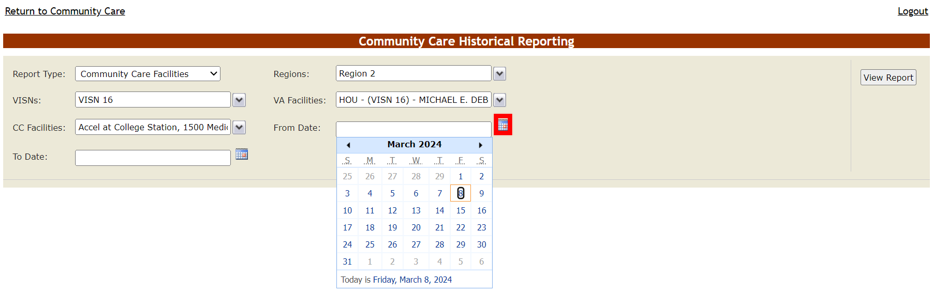 Return to Community Care Logout
Community Care Historical Reporting
Report Type: Community Care Facilities Regions: Region 2 View Report
VISNs: VISN 16 VA Facilities: HOU - (VISN 16) - MICHAEL E. DEB
CC Facilities: Accel at College Station, 1500 Medi From Date:
To Date:
March 2024
S M T W T F S
25 26 27 28 29 1 2
3 4 5 6 7 8 9
10 11 12 13 14 15 16
17 18 19 20 21 22 23
24 25 26 27 28 29 30
31 1 2 3 4 5 6
Today is Friday, March 8, 2024